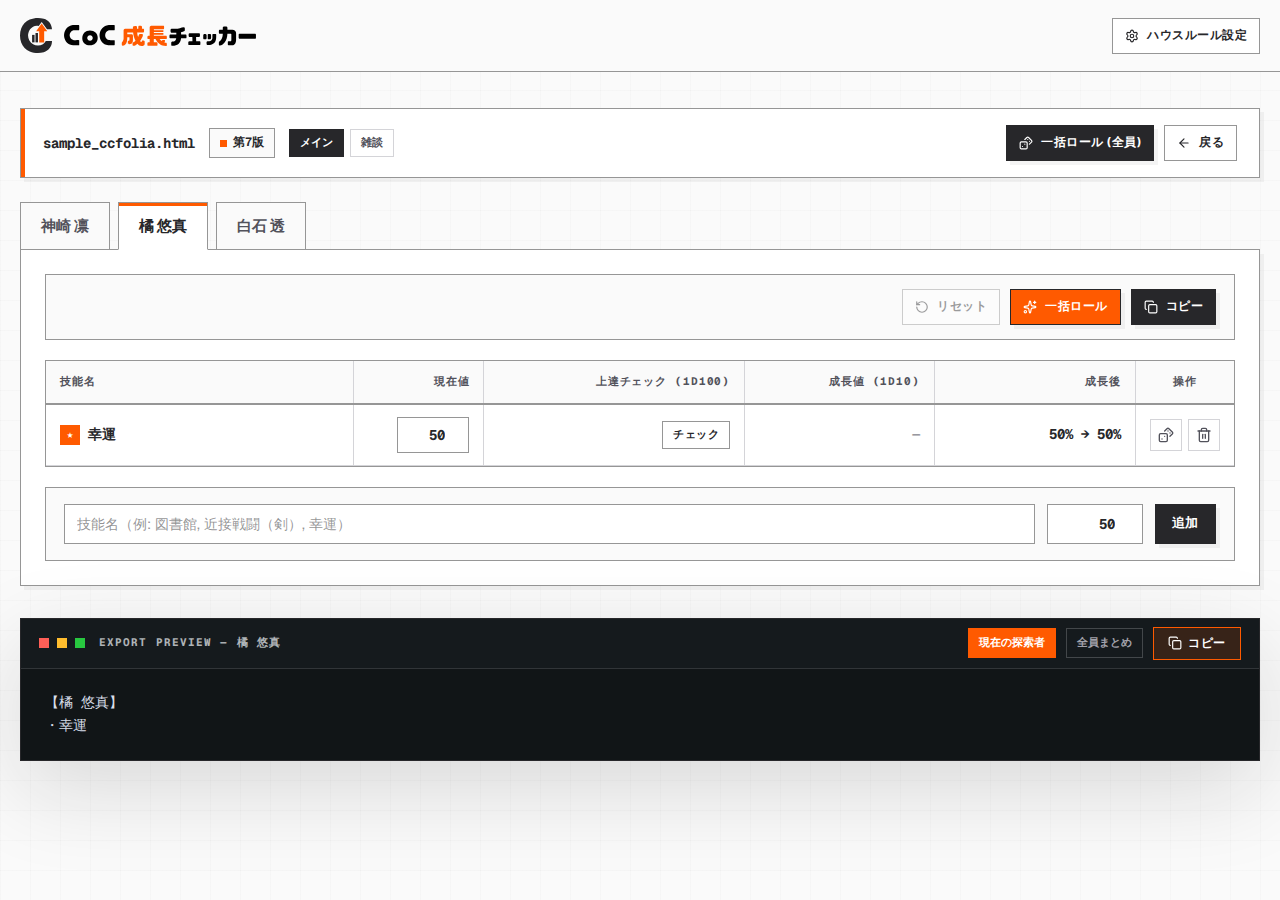 CoC 成長チェッカー
ハウスルール設定
sample_ccfolia.html 第7版 メイン 雑談 一括ロール (全員) 戻る
神崎 凛 橘 悠真 白石 透
リセット 一括ロール コピー
技能名 現在値 上達チェック (1D100) 成長値 (1D10) 成長後 操作
★ 幸運 50 チェック — 50% → 50%
技能名（例: 図書館, 近接戦闘（剣）, 幸運） 50 追加
EXPORT PREVIEW — 橘 悠真 現在の探索者 全員まとめ コピー
【橘 悠真】
・幸運